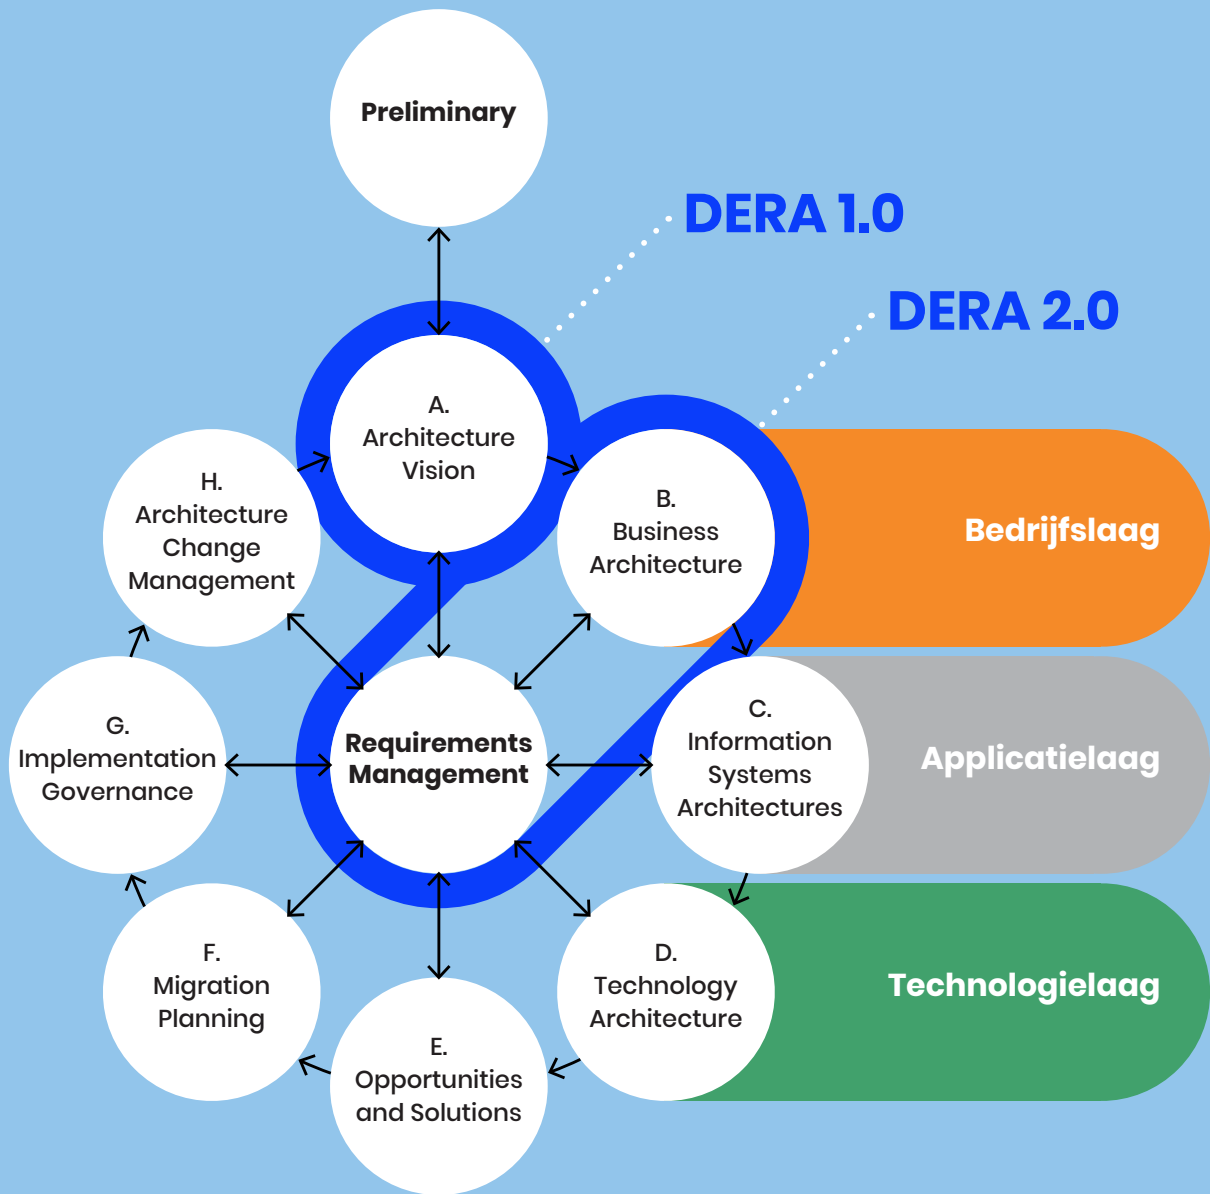 Preliminary
DERA 1.0
DERA 2.0
A.
Architecture
Vision
H.
Architecture
Change
Management
B.
Business
Architecture
Bedrijfslaag
G.
Implementation
Governance
Requirements
Management
C.
Information
Systems
Architectures
Applicatielaag
F.
Migration
Planning
D.
Technology
Architecture
Technologielaag
E.
Opportunities
and Solutions